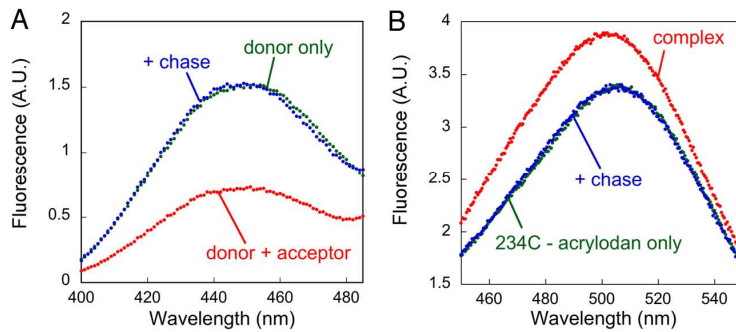 A
2
1.5
1
0.5
0
Fluorescence (A.U.)
+ chase
donor only
donor + acceptor
400
420
440
460
480
Wavelength (nm)
B
4
3.5
3
2.5
2
1.5
Fluorescence (A.U.)
complex
+ chase
234C - acrylodan only
460
480
500
520
540
Wavelength (nm)